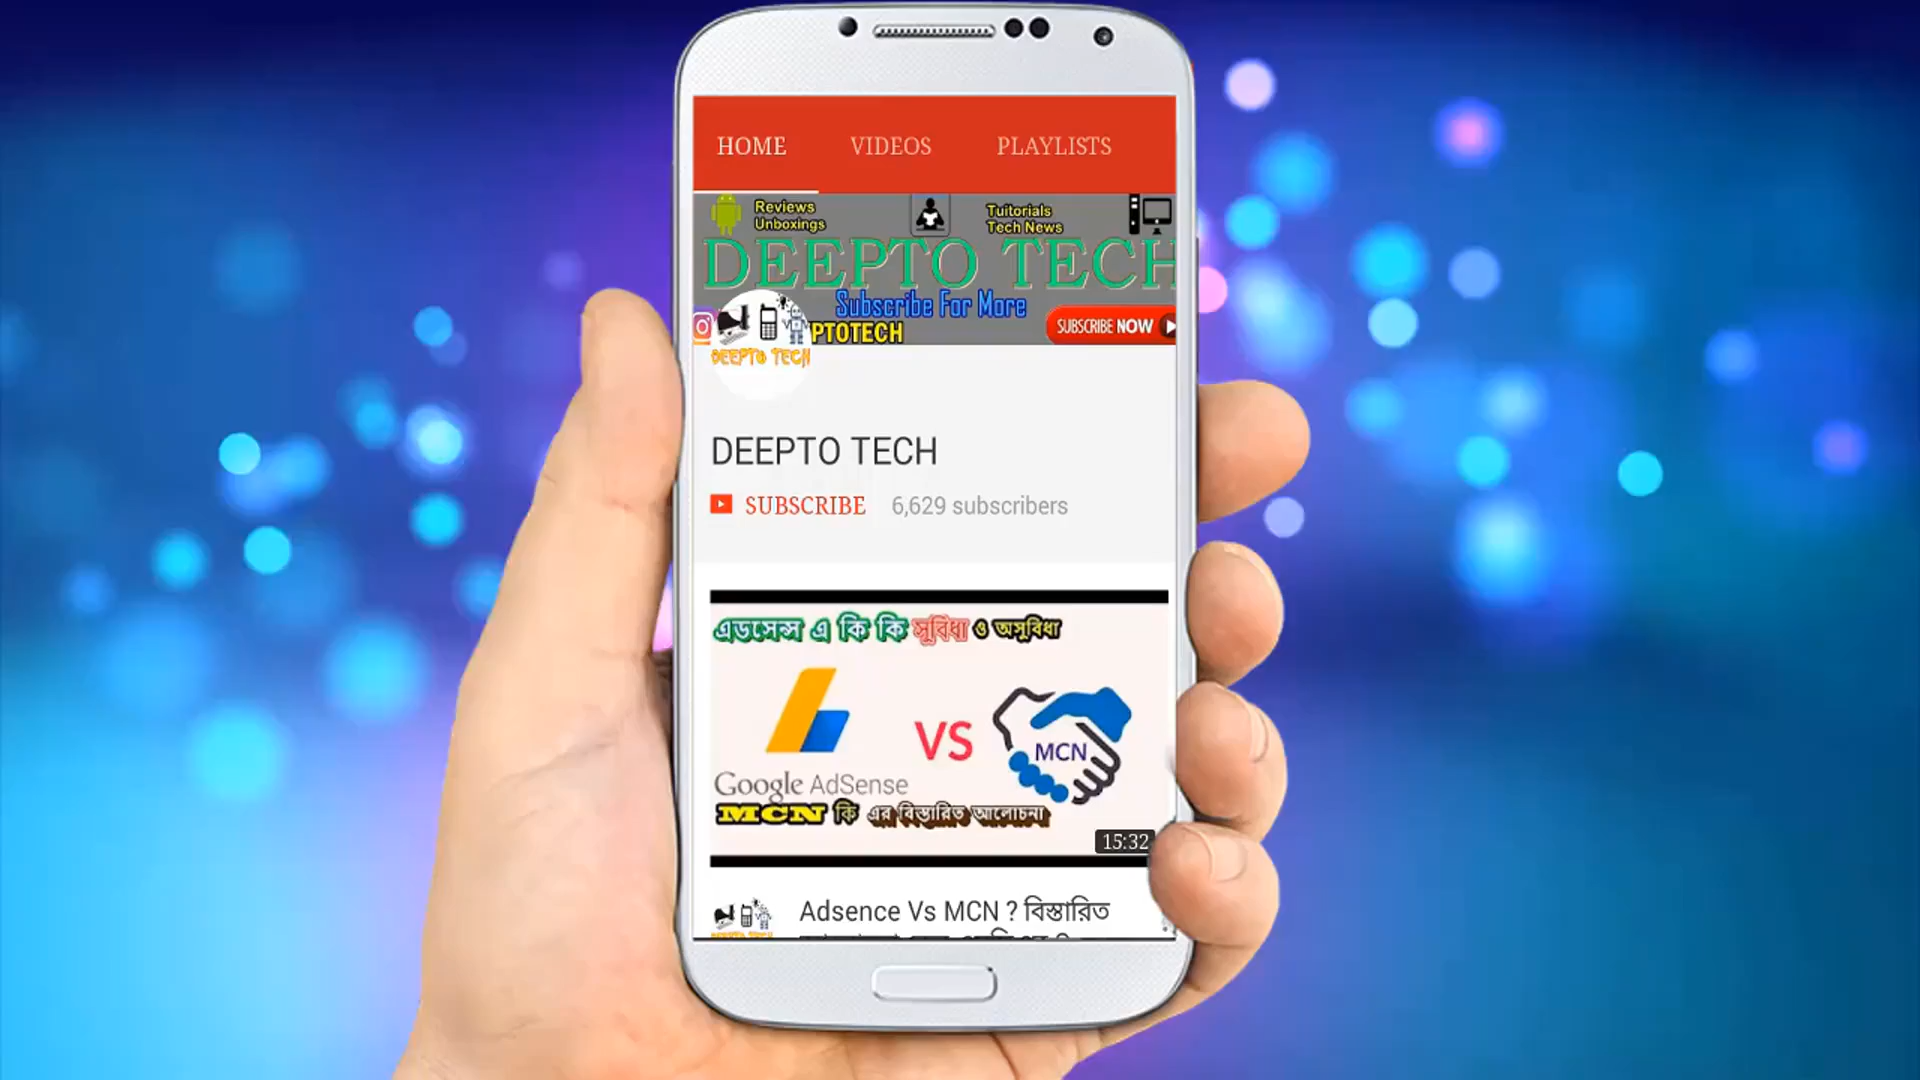 HOME VIDEOS PLAYLISTS
Reviews
Unboxings
Tuitorials
Tech News
DEEPTO TECH
Subscribe For More
PTOTECH
SUBSCRIBE NOW
DEEPTO TECH
DEEPTO TECH
SUBSCRIBE 6,629 subscribers
এডসেন্স এ কি কি সুবিধা ও অসুবিধা
VS
MCN
Google AdSense
MCN কি এর বিস্তারিত আলোচনা
15:32
Adsence Vs MCN ? বিস্তারিত